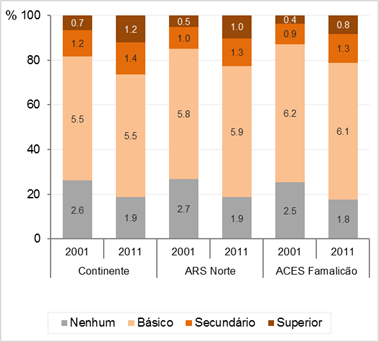 %
100
80
60
40
20
0
0.7 1.2 0.5 1.0 0.4 0.8
1.2 1.4 1.0 1.3 0.9 1.3
5.5 5.5 5.8 5.9 6.2 6.1
2.6 1.9 2.7 1.9 2.5 1.8
2001 2011 2001 2011 2001 2011
Continente ARS Norte ACES Famalicão
Nenhum Básico Secundário Superior